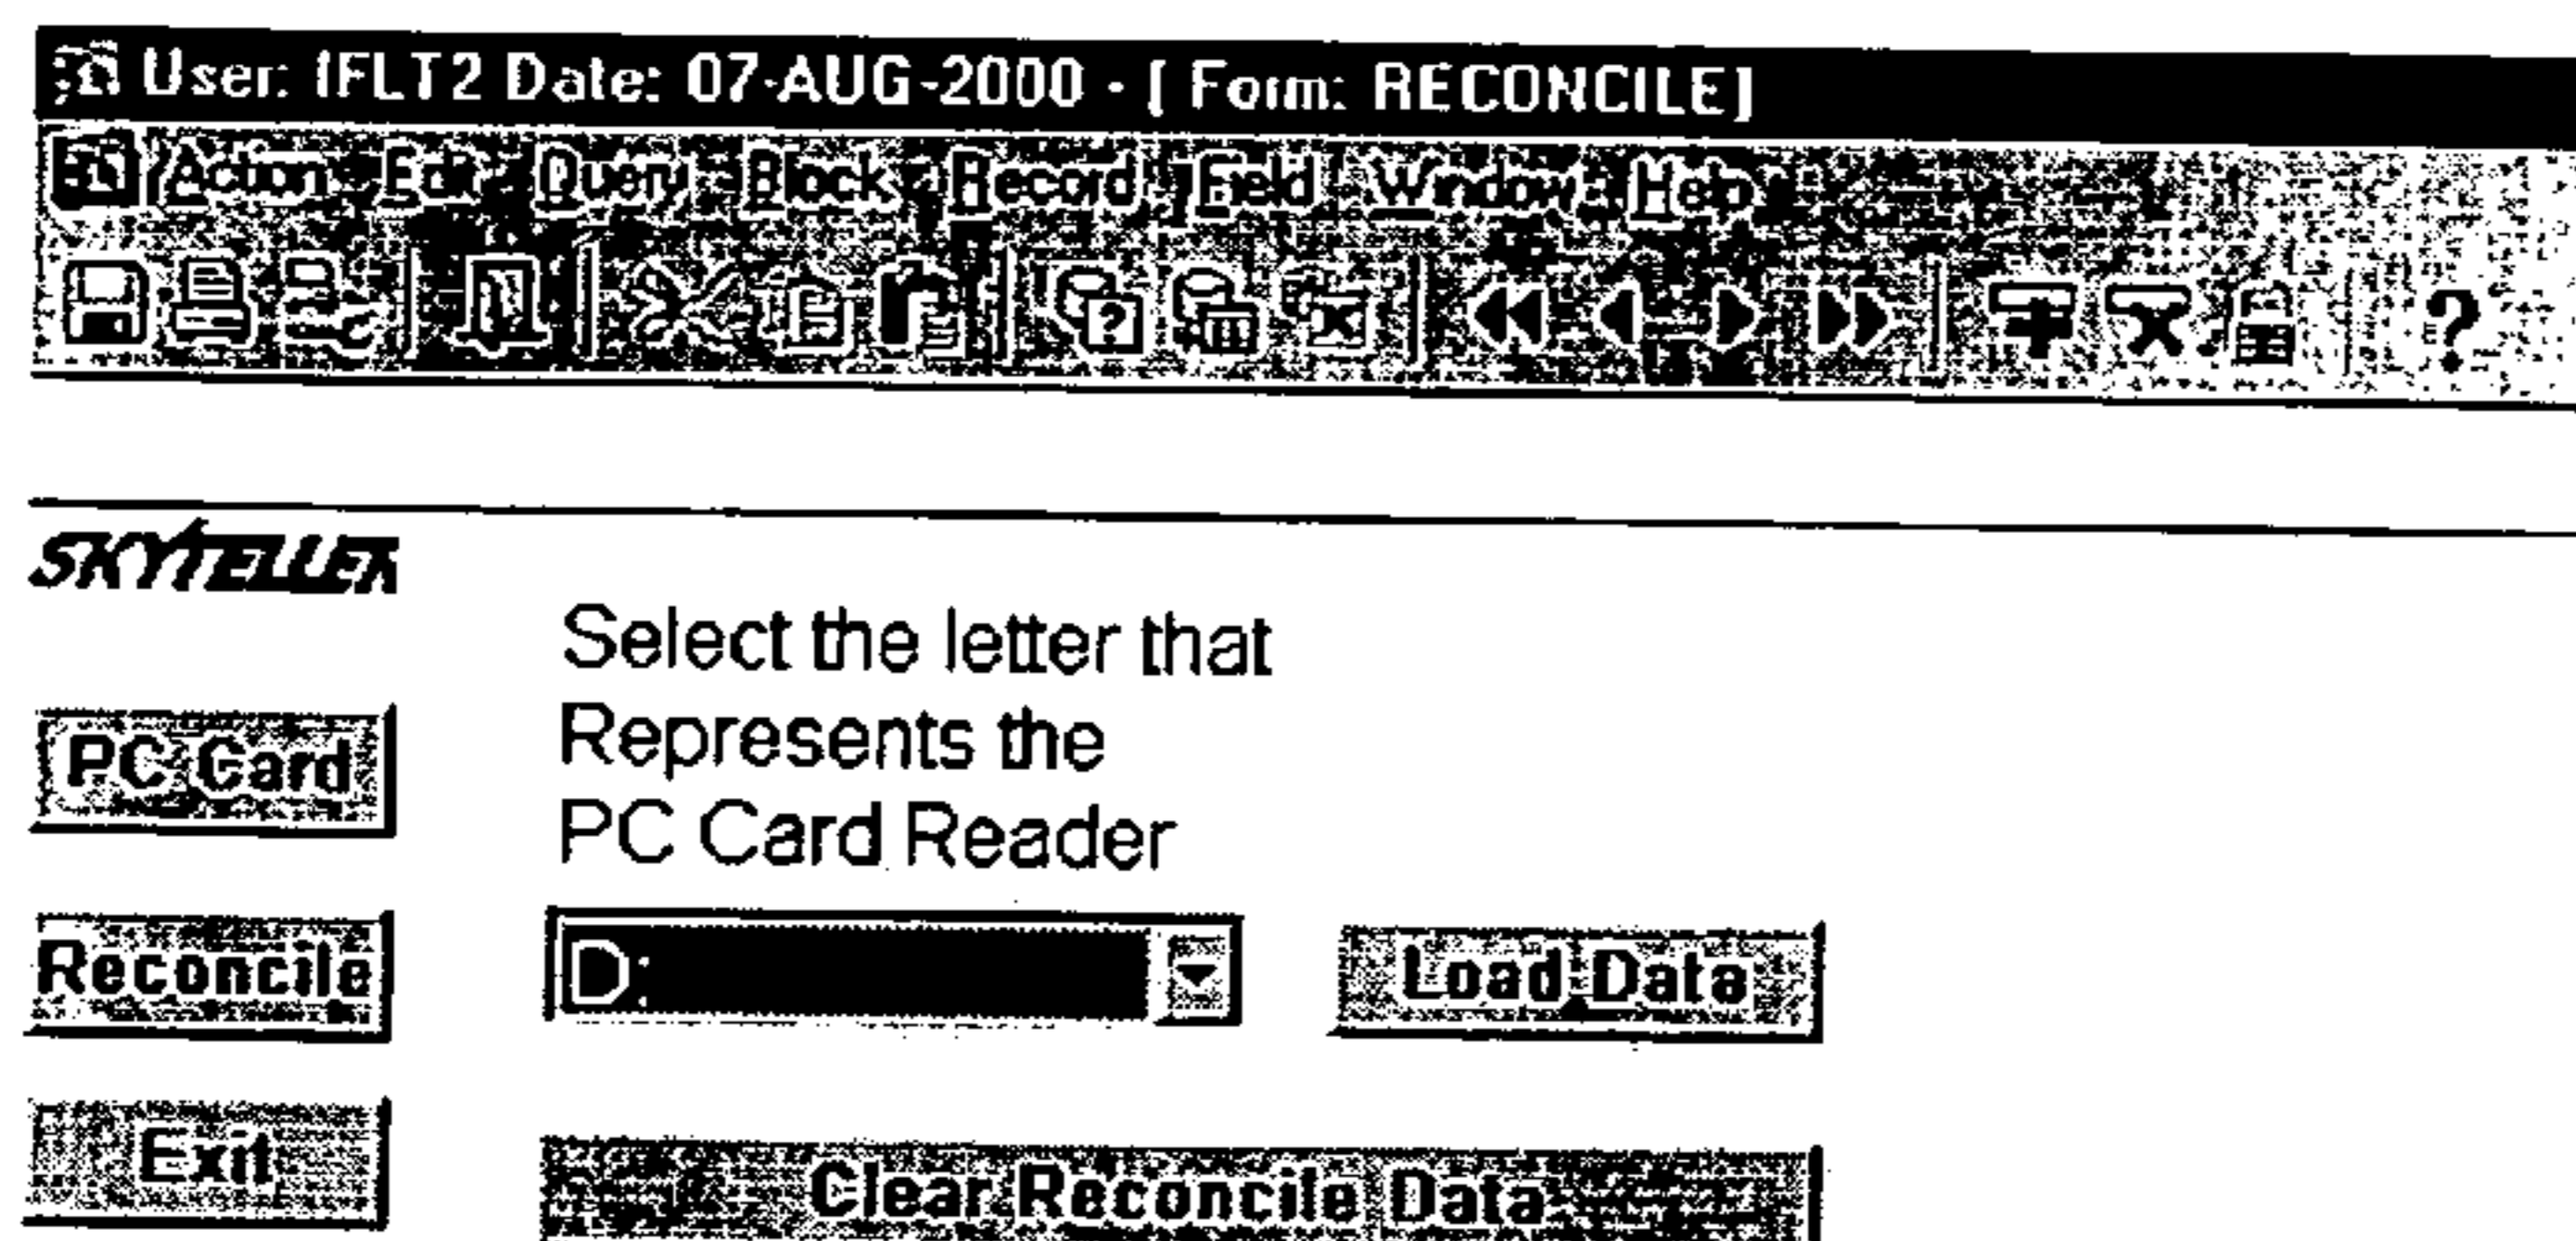 User: IFLT2 Date: 07-AUG-2000 - [ Form: RECONCILE]
Action Edit Query Block Record Field Window Help
SKYTELLER
Select the letter that
Represents the
PC Card Reader
PC Card
Reconcile
D:
Load Data
Exit
Clear Reconcile Data